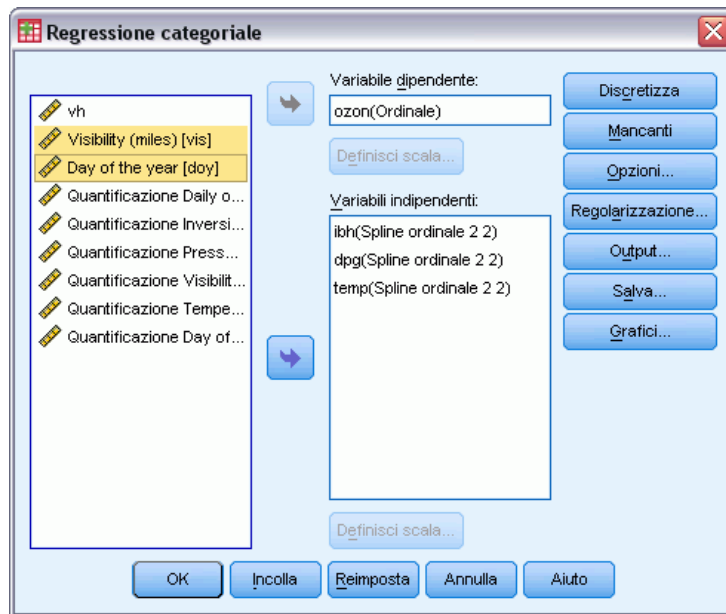 Regressione categoriale
vh
Visibility (miles) [vis]
Day of the year [doy]
Quantificazione Daily o...
Quantificazione Inversi...
Quantificazione Press...
Quantificazione Visibilit...
Quantificazione Tempe...
Quantificazione Day of...
Variabile dipendente:
ozon(Ordinale)
Definisci scala...
Variabili indipendenti:
ibh(Spline ordinale 2 2)
dpg(Spline ordinale 2 2)
temp(Spline ordinale 2 2)
Definisci scala...
Discretizza
Mancanti
Opzioni...
Regolarizzazione...
Output...
Salva...
Grafici...
OK
Incolla
Reimposta
Annulla
Aiuto